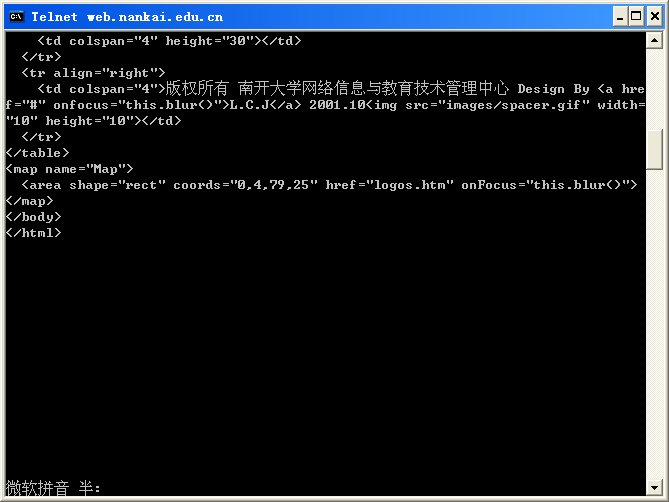 Telnet web.nankai.edu.cn
<td colspan="4" height="30"></td>
</tr>
<tr align="right">
<td colspan="4">版权所有 南开大学网络信息与教育技术管理中心 Design By <a hre
f="#" onfocus="this.blur()">L.C.J</a> 2001.10<img src="images/spacer.gif" width=
"10" height="10"></td>
</tr>
</table>
<map name="Map">
<area shape="rect" coords="0,4,79,25" href="logos.htm" onFocus="this.blur()">
</map>
</body>
</html>
微软拼音 半: